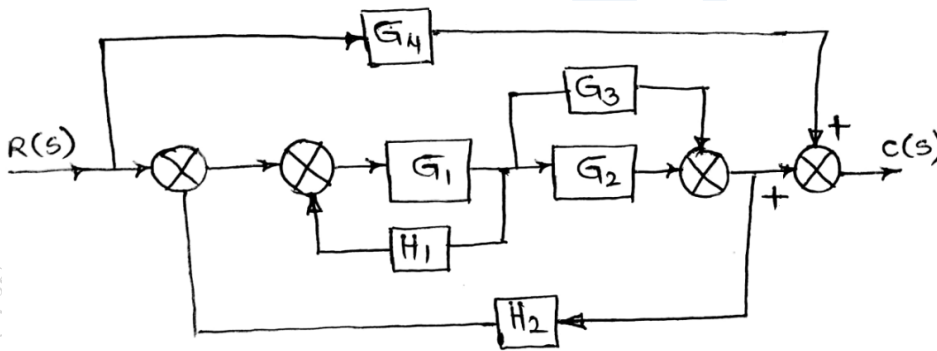 G4
G3
R(s)
+
C(s)
G1
G2
+
H1
H2